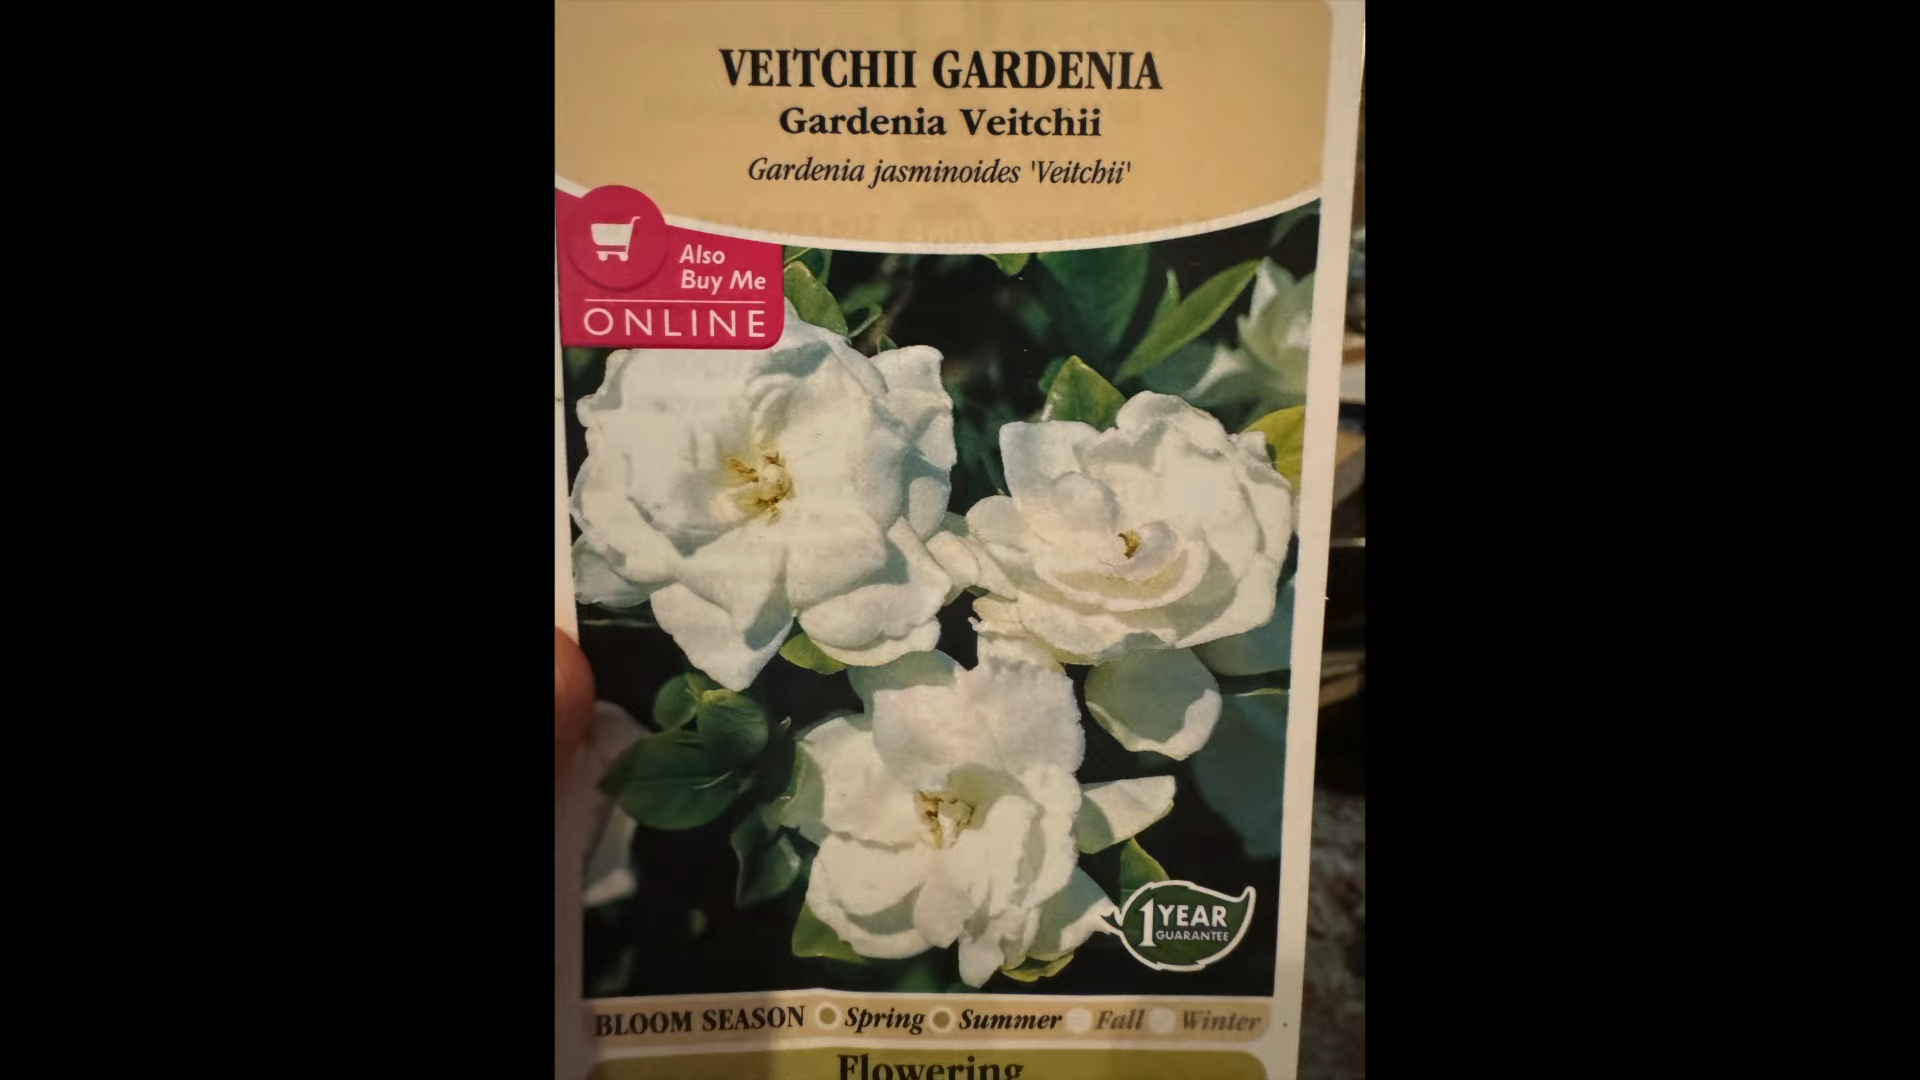 VEITCHII GARDENIA
Gardenia Veitchii
Gardenia jasminoides 'Veitchii'
Also
Buy Me
ONLINE
1 YEAR
GUARANTEE
BLOOM SEASON Spring Summer Fall Winter
Flowering